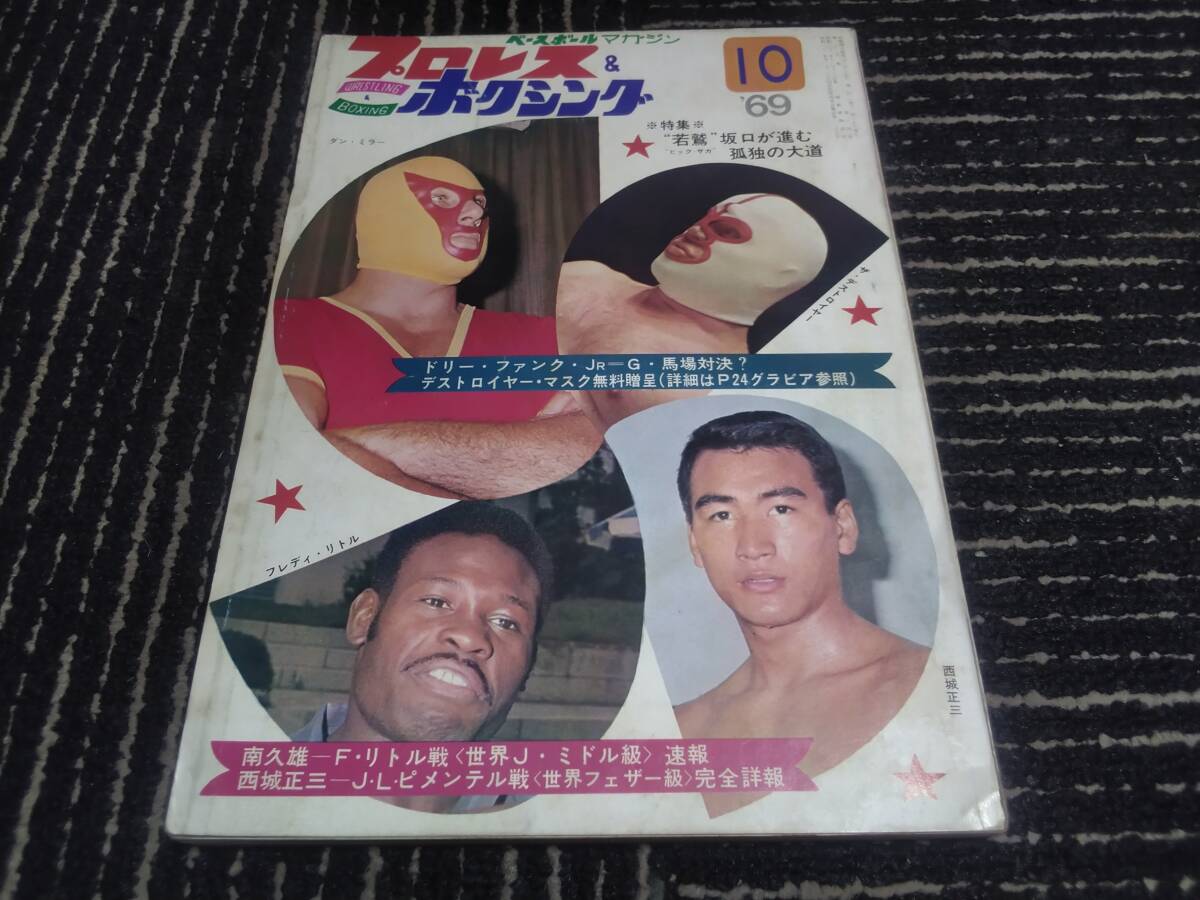 ベースボールマガジン
プロレス&
WRESTLING
&
BOXING
ボクシング
10
'69
※特集※
“若鷲”坂口が進む
“ビック・サカ”
孤独の大道
ダン・ミラー
ザ・デストロイヤー
ドリー・ファンク・JR＝G・馬場対決？
デストロイヤー・マスク無料贈呈(詳細はP24グラビア参照)
フレディ・リトル
西城正三
南久雄―F・リトル戦〈世界J・ミドル級〉速報
西城正三―J・L・ピメンテル戦〈世界フェザー級〉完全詳報